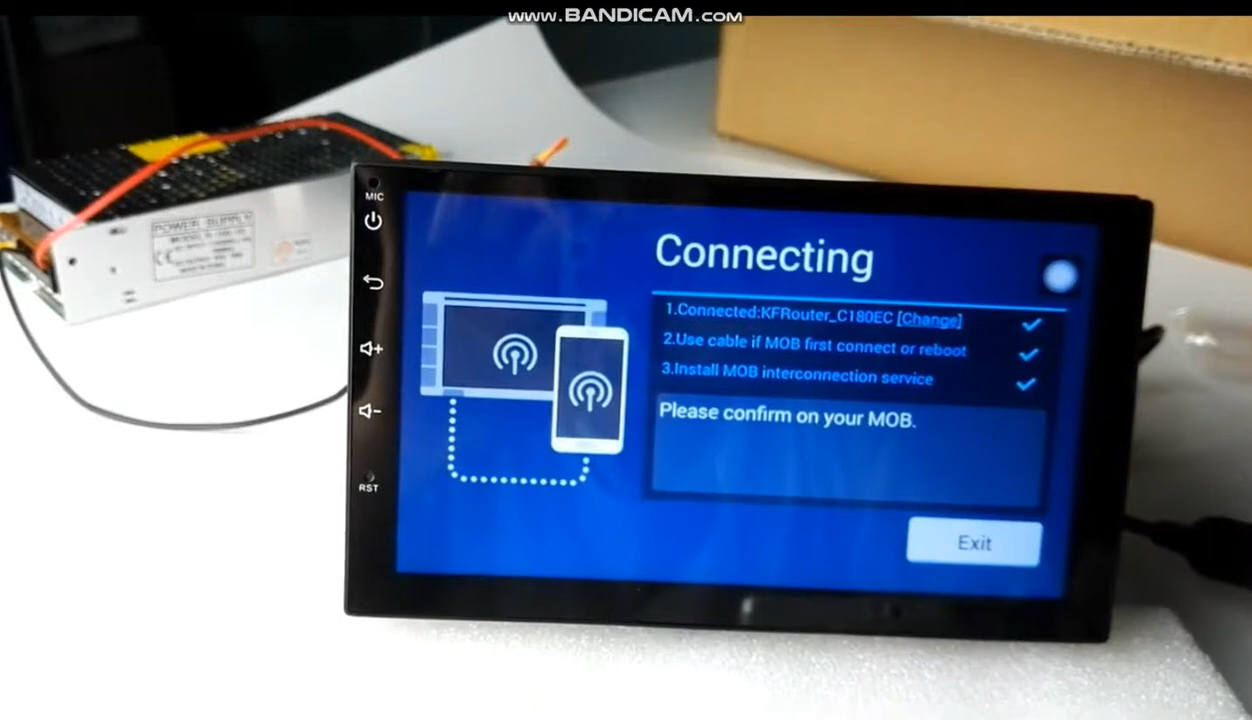 WWW.BANDICAM.COM
POWER SUPPLY
CE
MIC
RST
Connecting
1.Connected:KFRouter_C180EC [Change]
2.Use cable if MOB first connect or reboot
3.Install MOB interconnection service
Please confirm on your MOB.
Exit